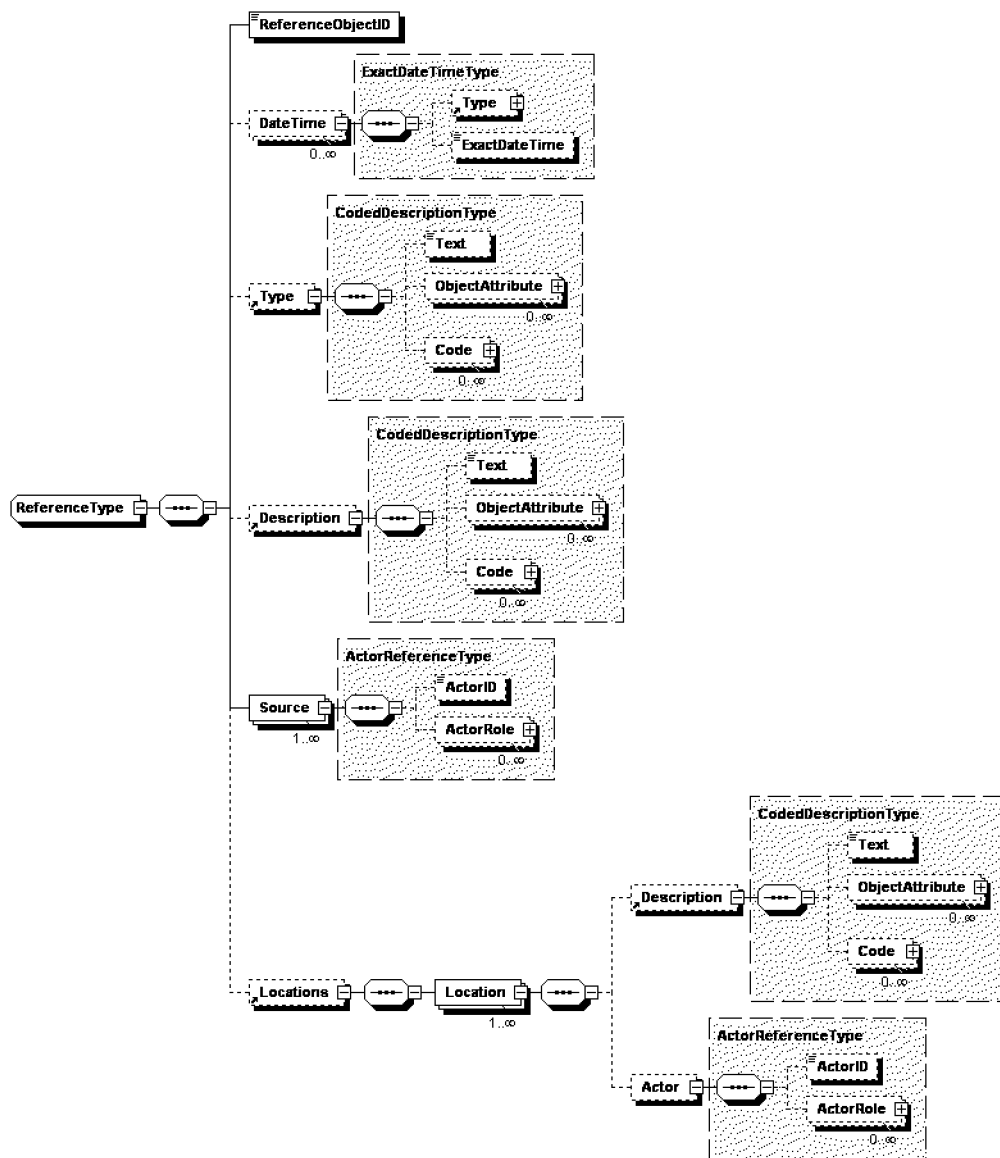 ReferenceObjectID
ExactDateTimeType
Type
DateTime
0..∞
ExactDateTime
CodedDescriptionType
Text
ObjectAttribute
0..∞
Type
Code
0..∞
CodedDescriptionType
Text
ReferenceType
ObjectAttribute
0..∞
Description
Code
0..∞
ActorReferenceType
ActorID
Source
1..∞
ActorRole
0..∞
CodedDescriptionType
Text
ObjectAttribute
0..∞
Description
Code
0..∞
Locations
Location
1..∞
ActorReferenceType
ActorID
Actor
ActorRole
0..∞